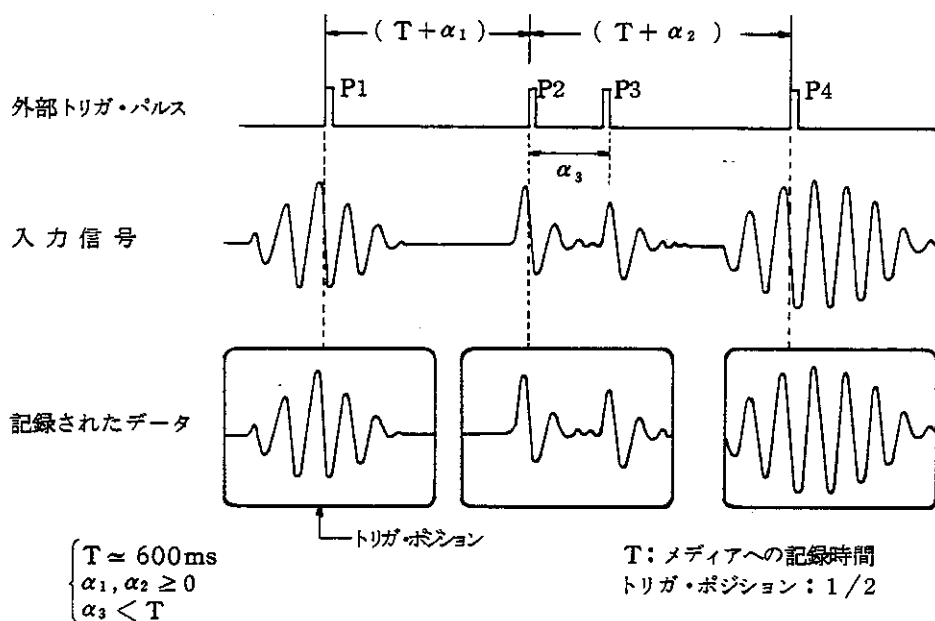 ( T + α₁ ) ( T + α₂ )
外部トリガ・パルス P1 P2 P3 P4
α₃
入力信号
記録されたデータ
トリガ・ポジション
T ≃ 600ms
α₁, α₂ ≥ 0
α₃ < T
T: メディアへの記録時間
トリガ・ポジション: 1/2